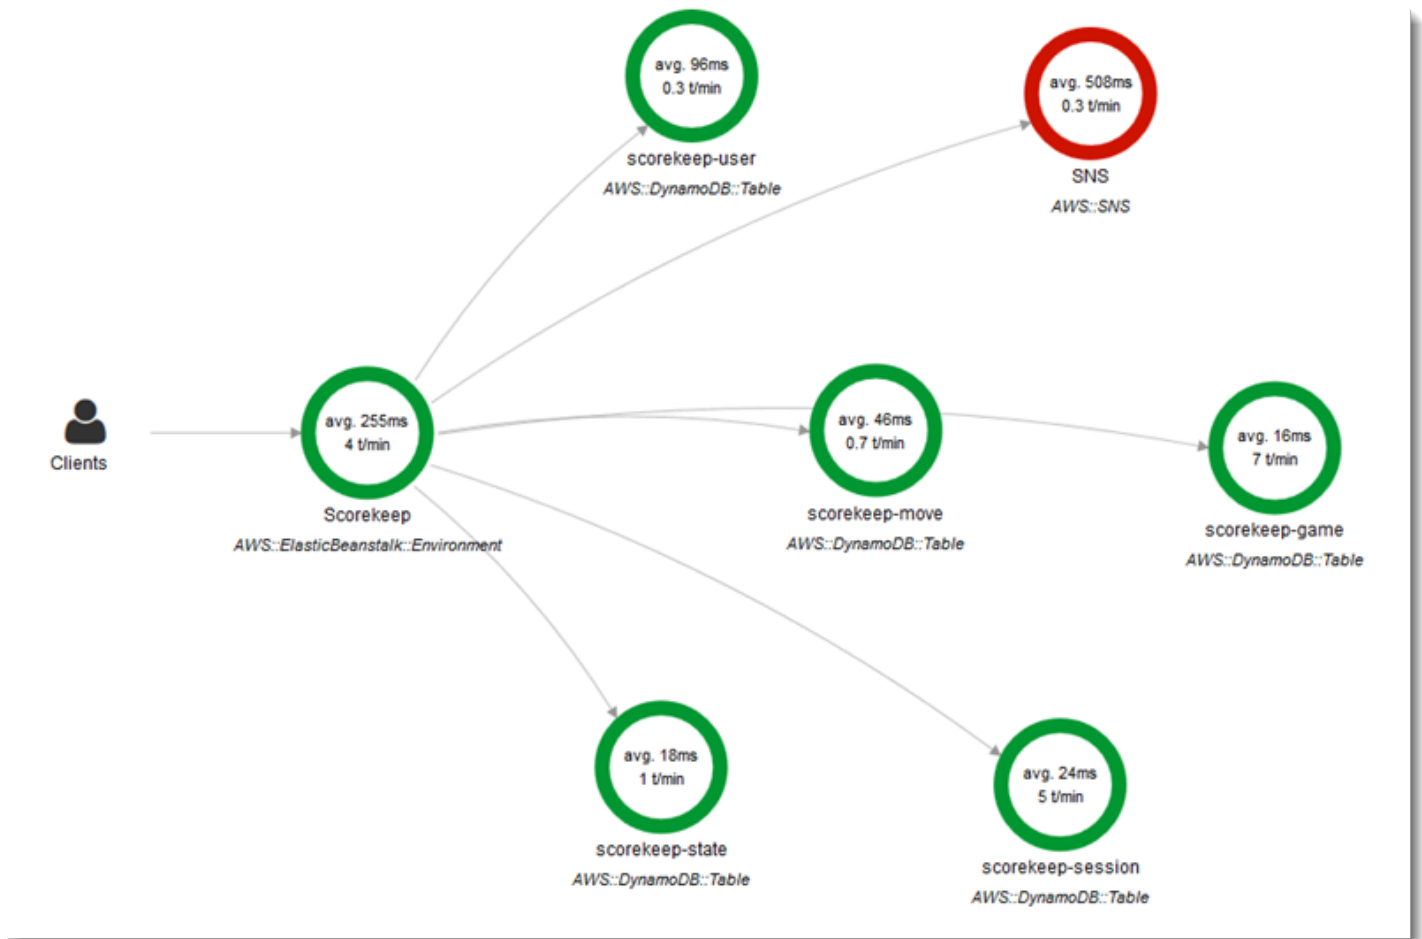 avg. 96ms
0.3 t/min
scorekeep-user
AWS::DynamoDB::Table
avg. 508ms
0.3 t/min
SNS
AWS::SNS
Clients
avg. 255ms
4 t/min
Scorekeep
AWS::ElasticBeanstalk::Environment
avg. 46ms
0.7 t/min
scorekeep-move
AWS::DynamoDB::Table
avg. 16ms
7 t/min
scorekeep-game
AWS::DynamoDB::Table
avg. 18ms
1 t/min
scorekeep-state
AWS::DynamoDB::Table
avg. 24ms
5 t/min
scorekeep-session
AWS::DynamoDB::Table